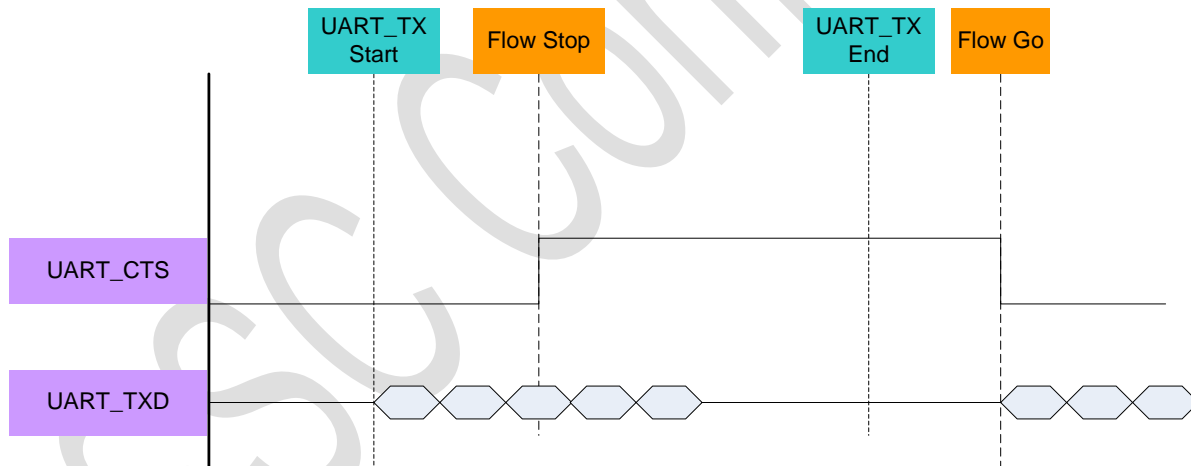 UART_TX
Start
Flow Stop
UART_TX
End
Flow Go
UART_CTS
UART_TXD